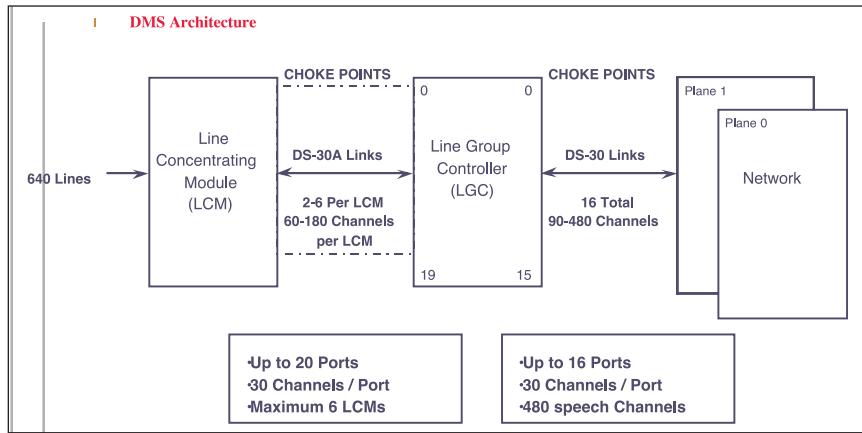 DMS Architecture
CHOKE POINTS
CHOKE POINTS
640 Lines
Line
Concentrating
Module
(LCM)
DS-30A Links
2-6 Per LCM
60-180 Channels
per LCM
0 0
Line Group
Controller
(LGC)
19 15
DS-30 Links
16 Total
90-480 Channels
Plane 1
Plane 0
Network
•Up to 20 Ports
•30 Channels / Port
•Maximum 6 LCMs
•Up to 16 Ports
•30 Channels / Port
•480 speech Channels